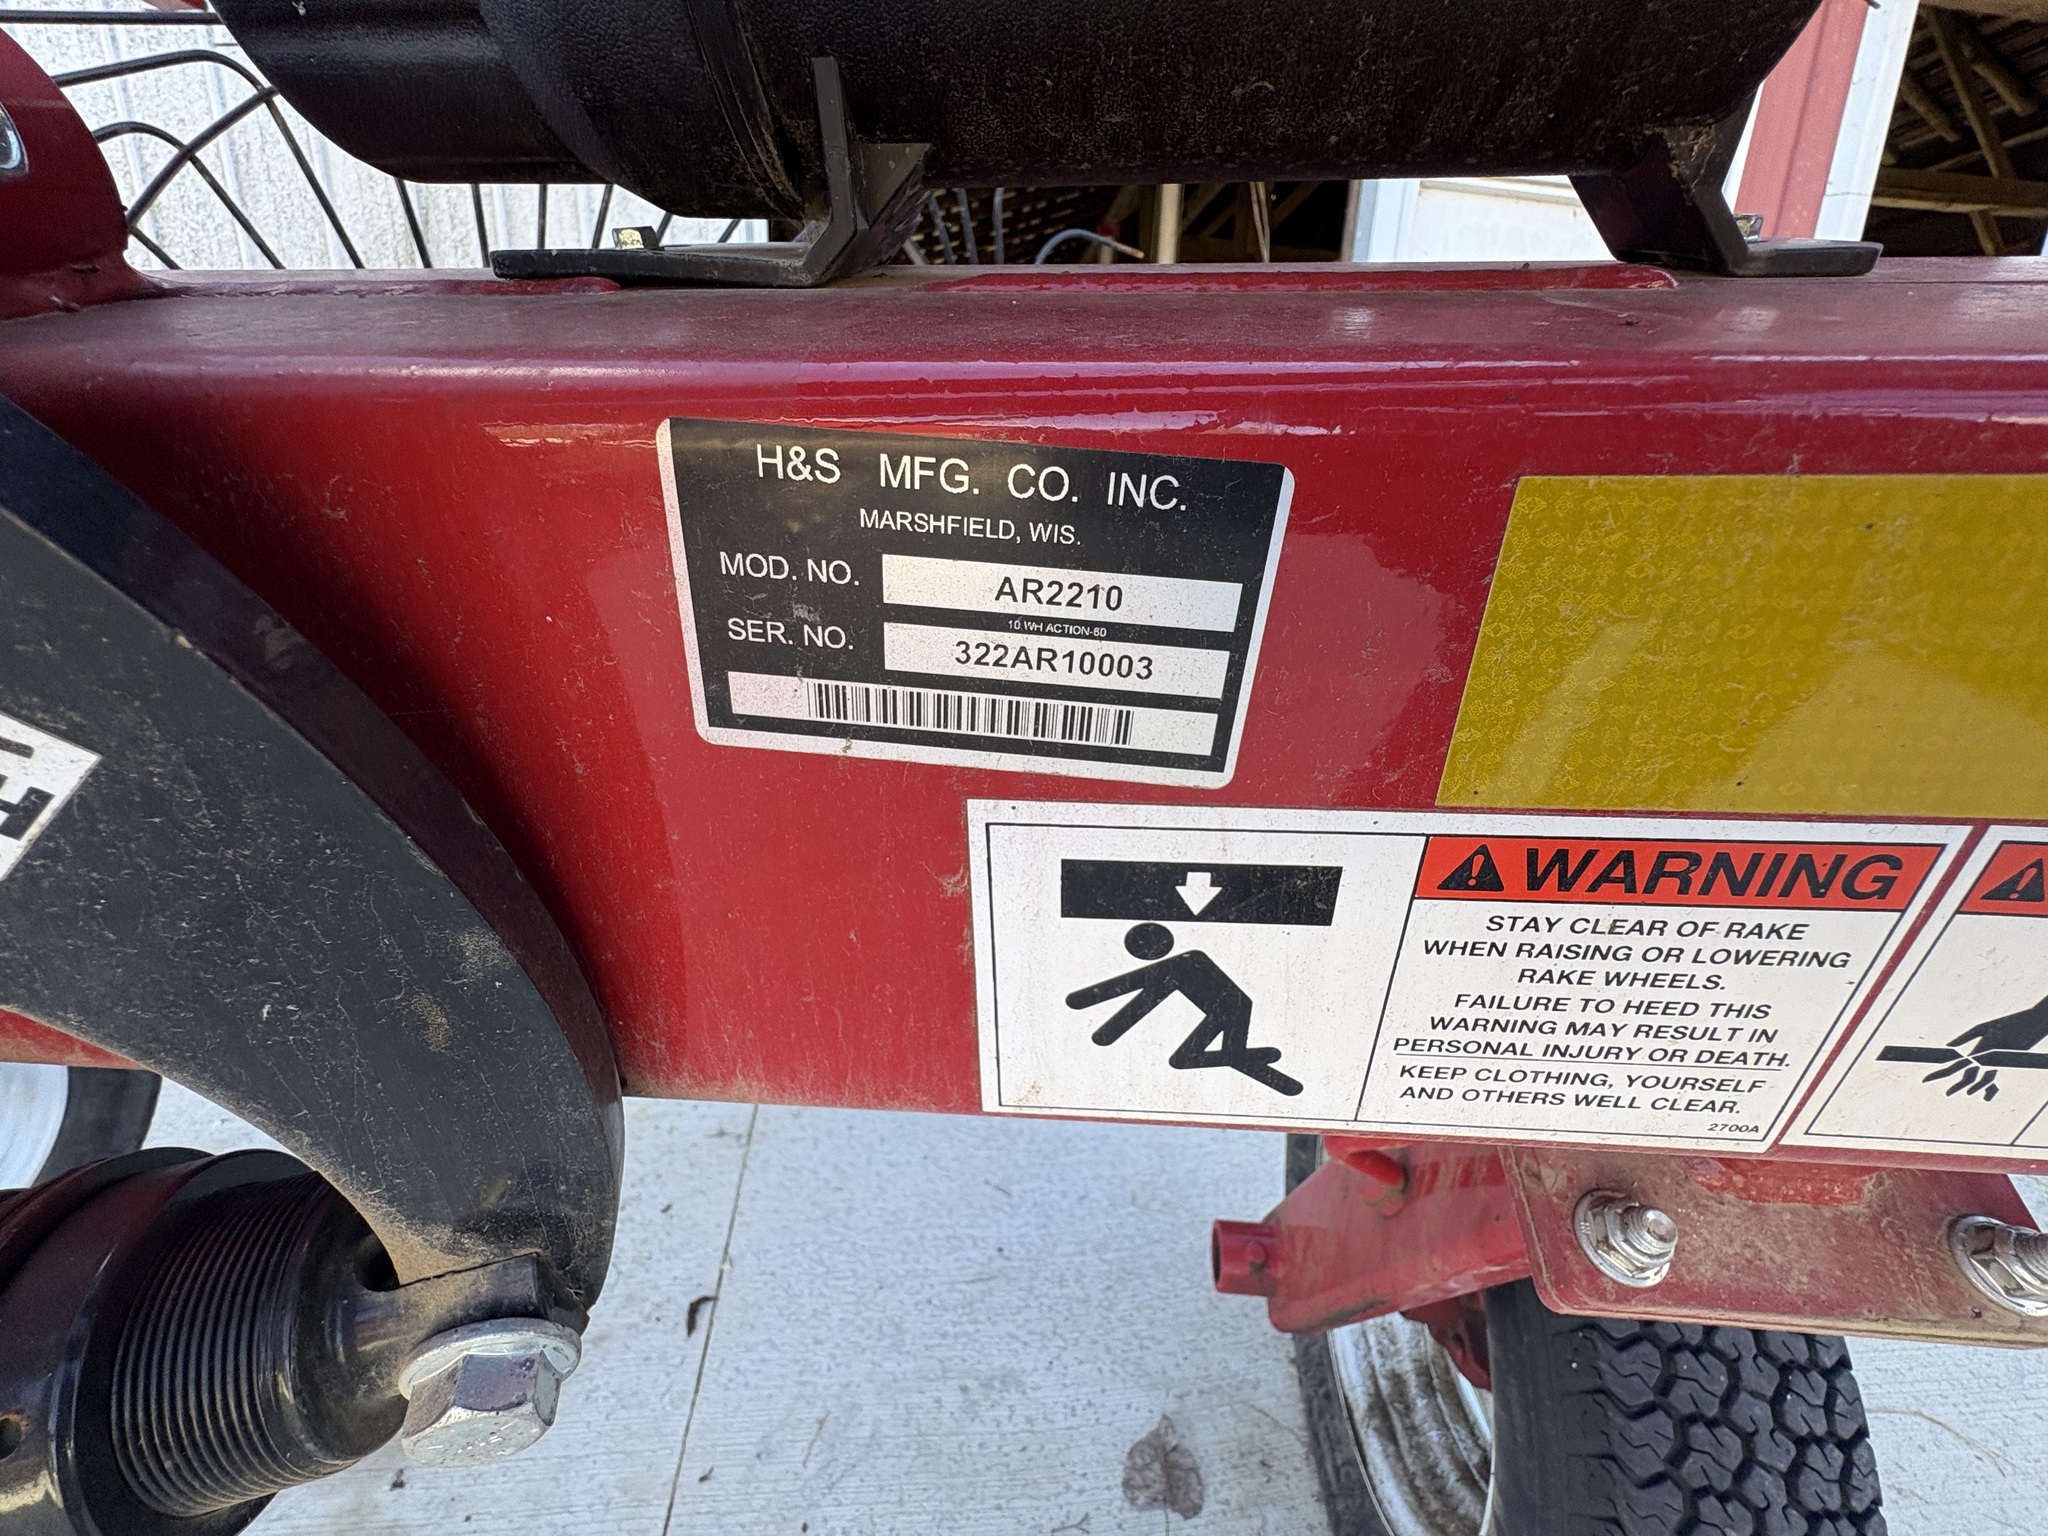 H&S MFG. CO. INC.
MARSHFIELD, WIS.
MOD. NO. AR2210
10 WH ACTION-60
SER. NO. 322AR10003
WARNING
STAY CLEAR OF RAKE
WHEN RAISING OR LOWERING
RAKE WHEELS.
FAILURE TO HEED THIS
WARNING MAY RESULT IN
PERSONAL INJURY OR DEATH.
KEEP CLOTHING, YOURSELF
AND OTHERS WELL CLEAR.
2700A